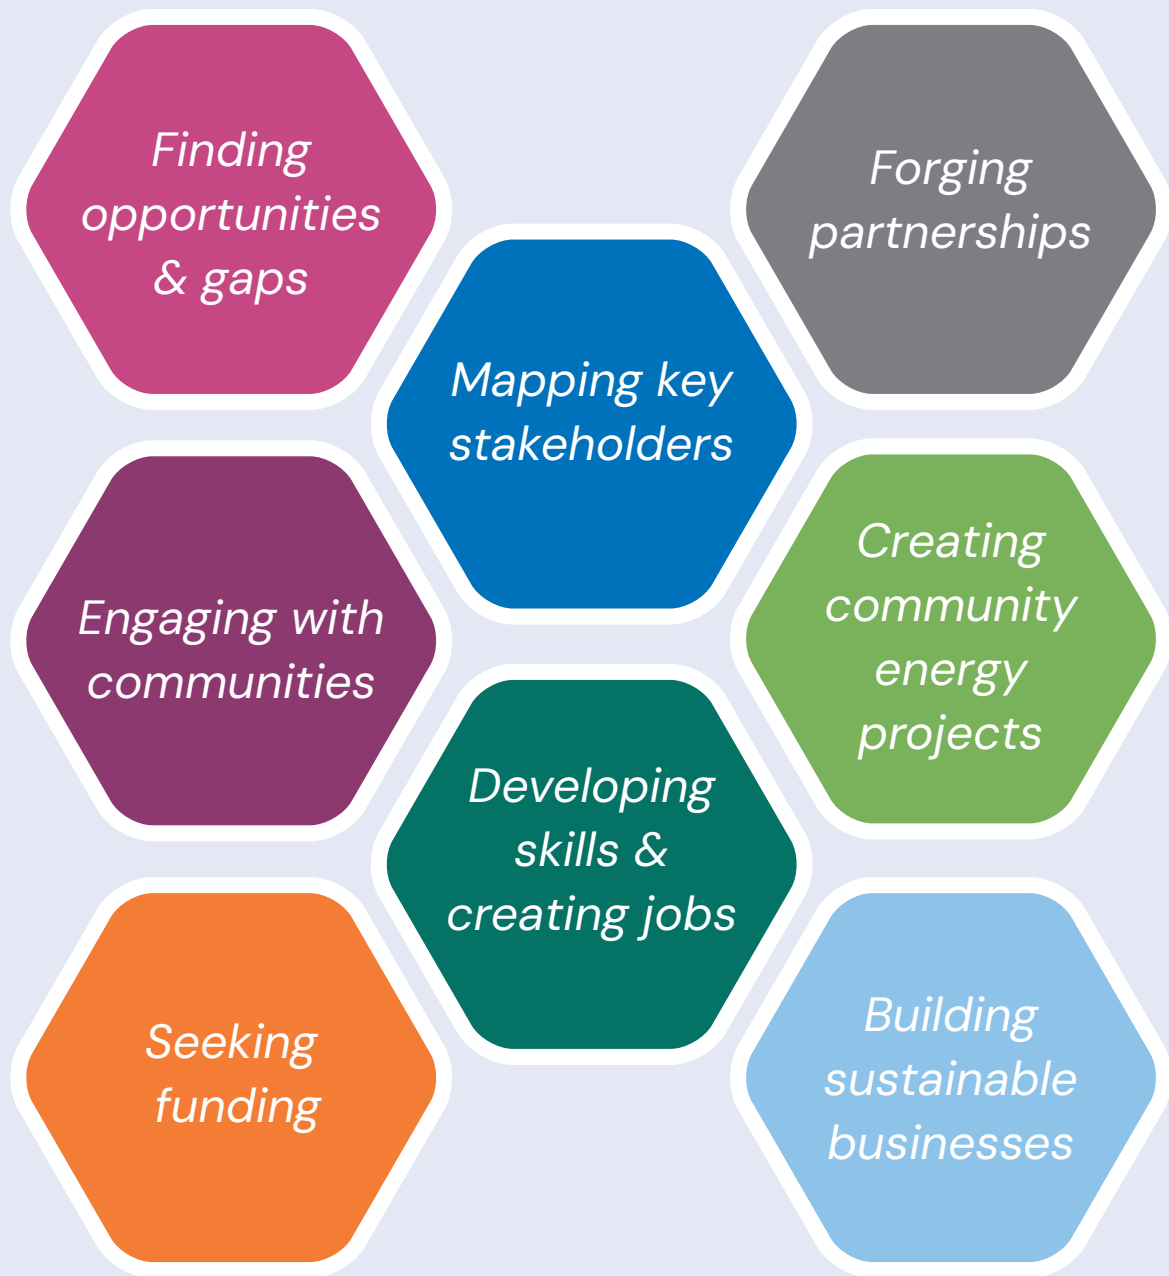 Finding
opportunities
& gaps
Forging
partnerships
Mapping key
stakeholders
Engaging with
communities
Creating
community
energy
projects
Developing
skills &
creating jobs
Seeking
funding
Building
sustainable
businesses